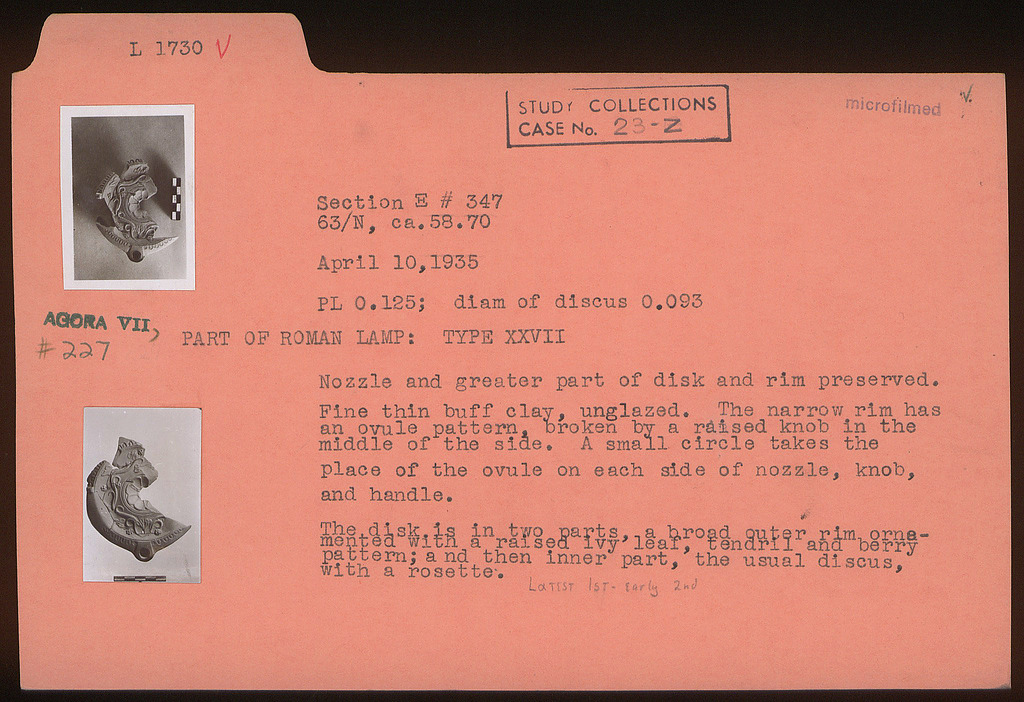 L 1730 V
STUDY COLLECTIONS
CASE No. 23-Z
microfilmed
v.
Section E # 347
63/N, ca.58.70
April 10,1935
PL 0.125; diam of discus 0.093
AGORA VII,
# 227
PART OF ROMAN LAMP: TYPE XXVII
Nozzle and greater part of disk and rim preserved.
Fine thin buff clay, unglazed. The narrow rim has
an ovule pattern, broken by a raised knob in the
middle of the side. A small circle takes the
place of the ovule on each side of nozzle, knob,
and handle.
The disk is in two parts, a broad outer rim orna-
mented with a raised ivy leaf, tendril and berry
pattern; and then inner part, the usual discus,
with a rosette.
LATEST 1ST - Early 2nd